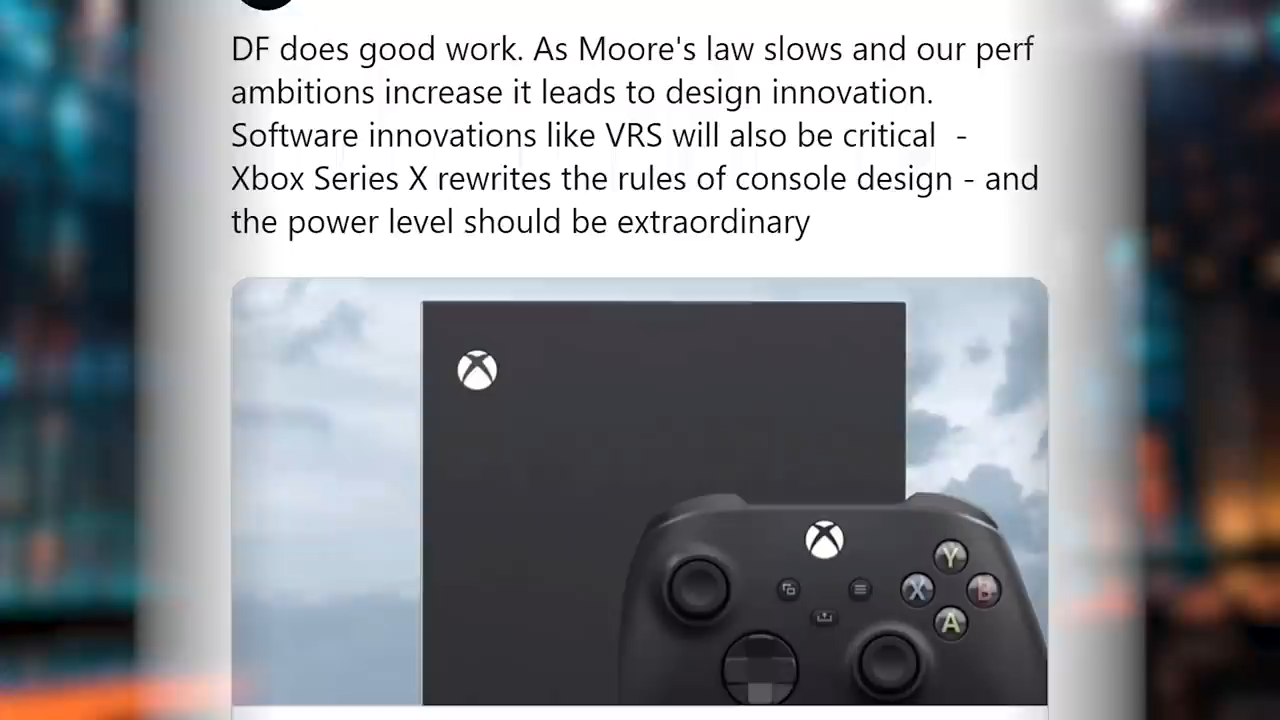 DF does good work. As Moore's law slows and our perf
ambitions increase it leads to design innovation.
Software innovations like VRS will also be critical  -
Xbox Series X rewrites the rules of console design - and
the power level should be extraordinary
Y
X B
A